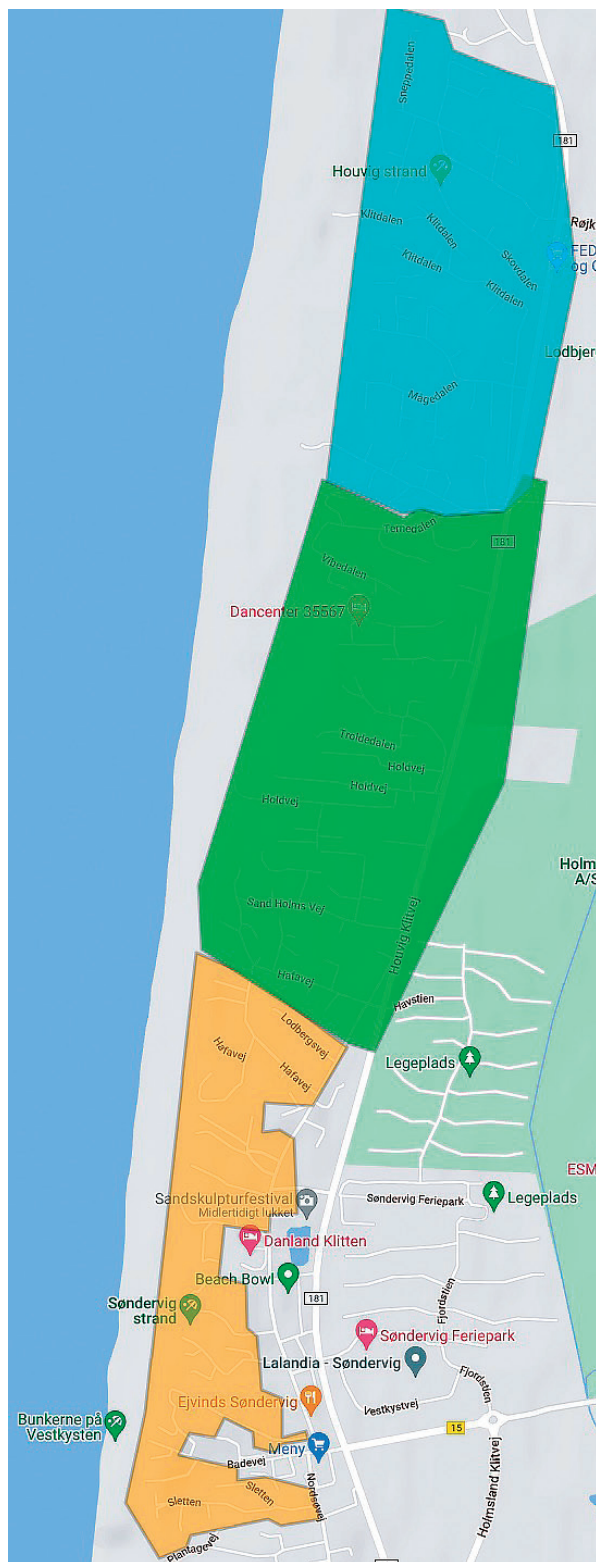 Sneppedalen
181
Houvig strand
Klitdalen
Klitdalen
Røjk
Skovdalen
FED
og C
Klitdalen
Klitdalen
Lodbjer
Mågedalen
Ternedalen
181
Vibedalen
Dancenter 35567
Troldedalen
Holdvej
Holdvej
Holdvej
Holm
A/S
Sand Holms Vej
Houvig Klitvej
Hafavej
Havstien
Lodbergsvej
Hafavej
Hafavej
Legeplads
ESM
Søndervig Feriepark
Legeplads
Sandskulpturfestival
Midlertidigt lukket
Danland Klitten
Beach Bowl
Fjordstien
181
Søndervig
strand
Søndervig Feriepark
Lalandia - Søndervig
Fjordstien
Ejvinds Søndervig
Vestkystvej
Bunkerne på
Vestkysten
15
Meny
Badevej
Holmsland Klitvej
Nordsøvej
Sletten
Sletten
Plantagevej